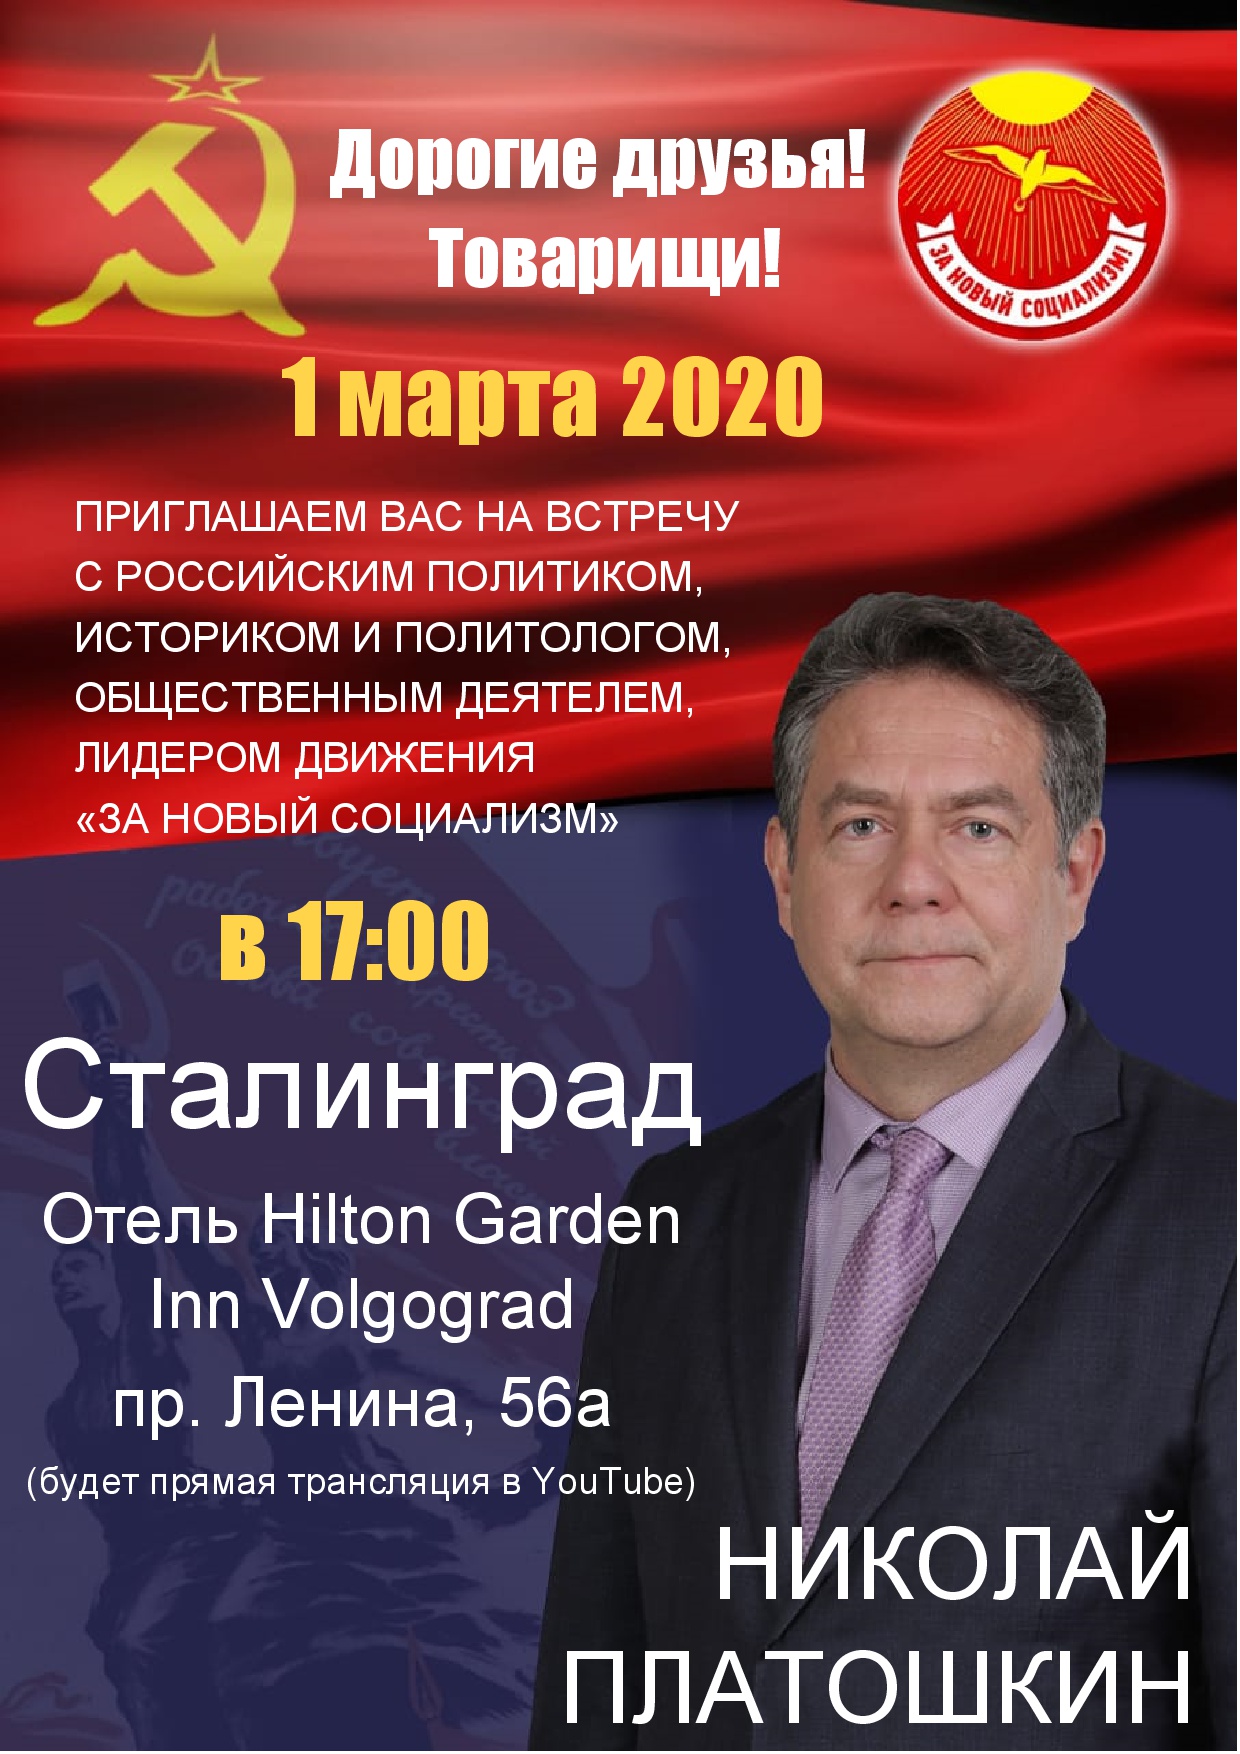 Дорогие друзья!
Товарищи!
ЗА НОВЫЙ СОЦИАЛИЗМ!
1 марта 2020
ПРИГЛАШАЕМ ВАС НА ВСТРЕЧУ
С РОССИЙСКИМ ПОЛИТИКОМ,
ИСТОРИКОМ И ПОЛИТОЛОГОМ,
ОБЩЕСТВЕННЫМ ДЕЯТЕЛЕМ,
ЛИДЕРОМ ДВИЖЕНИЯ
«ЗА НОВЫЙ СОЦИАЛИЗМ»
в 17:00
Сталинград
Отель Hilton Garden
Inn Volgograd
пр. Ленина, 56а
(будет прямая трансляция в YouTube)
НИКОЛАЙ
ПЛАТОШКИН